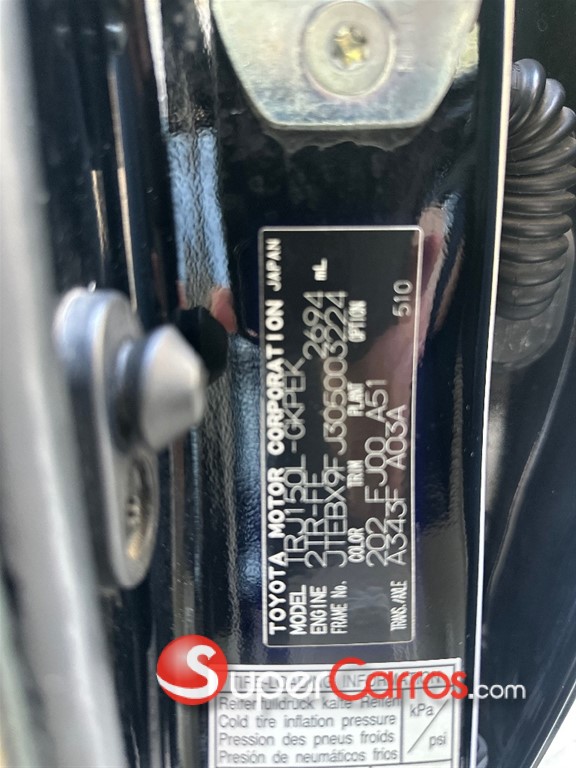 TOYOTA MOTOR CORPORATION JAPAN
MODEL TRJ150L-GKPEK
ENGINE 2TR-FE 2694 mL
FRAME No. JTEBX9FJ305003224
COLOR TRIM PLANT OPTION
202 FJ00 A51
TRANS./AXLE A343F A03A 510
Reifenfülldruck kalte Reifen
Cold tire inflation pressure
Pression des pneus froids
Presión de neumáticos fríos
kPa/
psi
SuperCarros.com